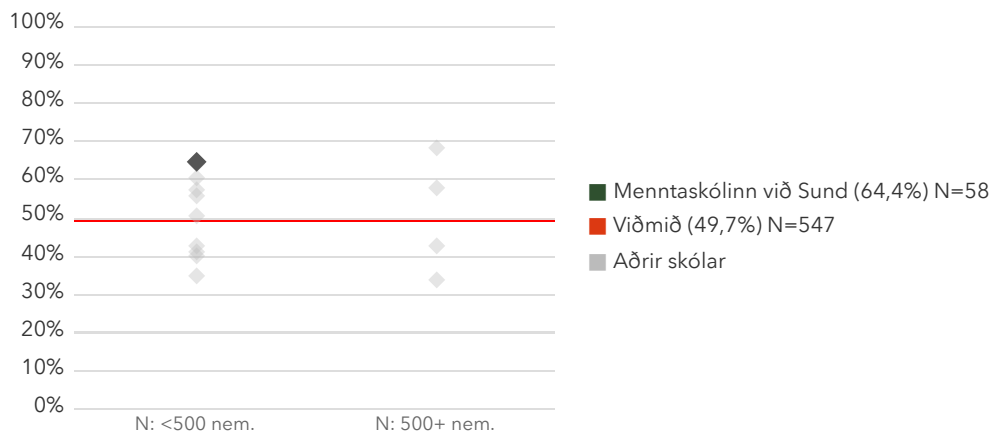 100%
90%
80%
70%
60%
50%
40%
30%
20%
10%
0%
N: <500 nem.
N: 500+ nem.
Menntaskólinn við Sund (64,4%) N=58
Viðmið (49,7%) N=547
Aðrir skólar